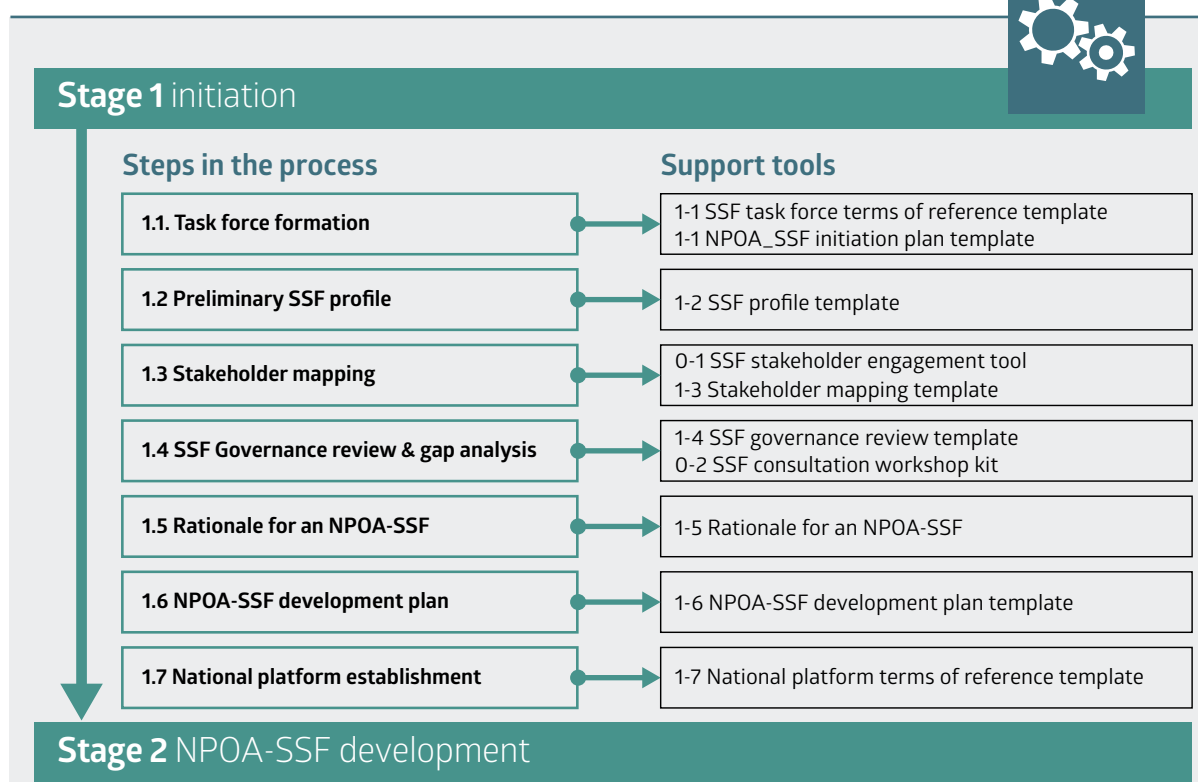 Stage 1 initiation
Steps in the process
Support tools
1.1. Task force formation
1-1 SSF task force terms of reference template
1-1 NPOA_SSF initiation plan template
1.2 Preliminary SSF profile
1-2 SSF profile template
1.3 Stakeholder mapping
0-1 SSF stakeholder engagement tool
1-3 Stakeholder mapping template
1.4 SSF Governance review & gap analysis
1-4 SSF governance review template
0-2 SSF consultation workshop kit
1.5 Rationale for an NPOA-SSF
1-5 Rationale for an NPOA-SSF
1.6 NPOA-SSF development plan
1-6 NPOA-SSF development plan template
1.7 National platform establishment
1-7 National platform terms of reference template
Stage 2 NPOA-SSF development